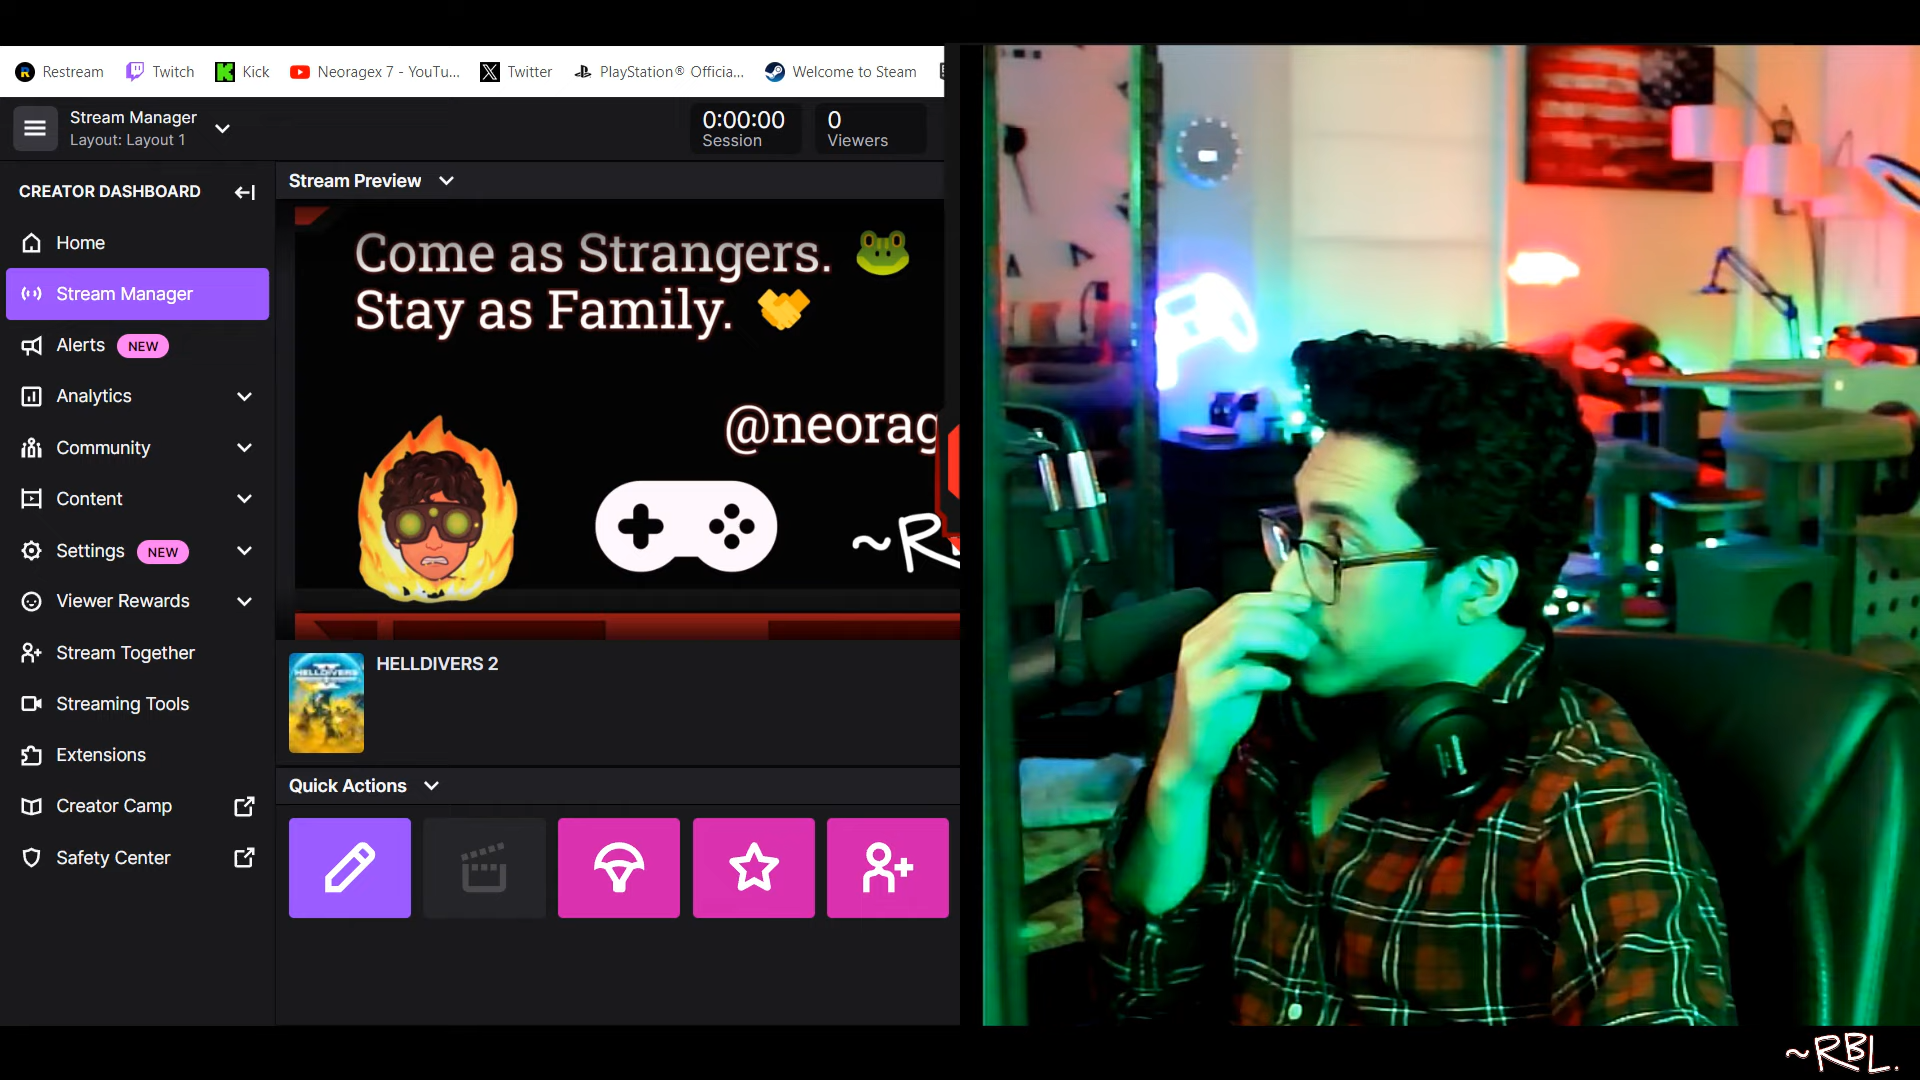 Restream
Twitch
Kick
Neoragex 7 - YouTu...
Twitter
PlayStation® Officia...
Welcome to Steam
Stream Manager
Layout: Layout 1
0:00:00
Session
0
Viewers
CREATOR DASHBOARD
Home
Stream Manager
Alerts NEW
Analytics
Community
Content
Settings NEW
Viewer Rewards
Stream Together
Streaming Tools
Extensions
Creator Camp
Safety Center
Stream Preview
Come as Strangers. 🐸
Stay as Family. 🤝
@neorag
~R
HELLDIVERS 2
HELLDIVERS
Quick Actions
~RBL.